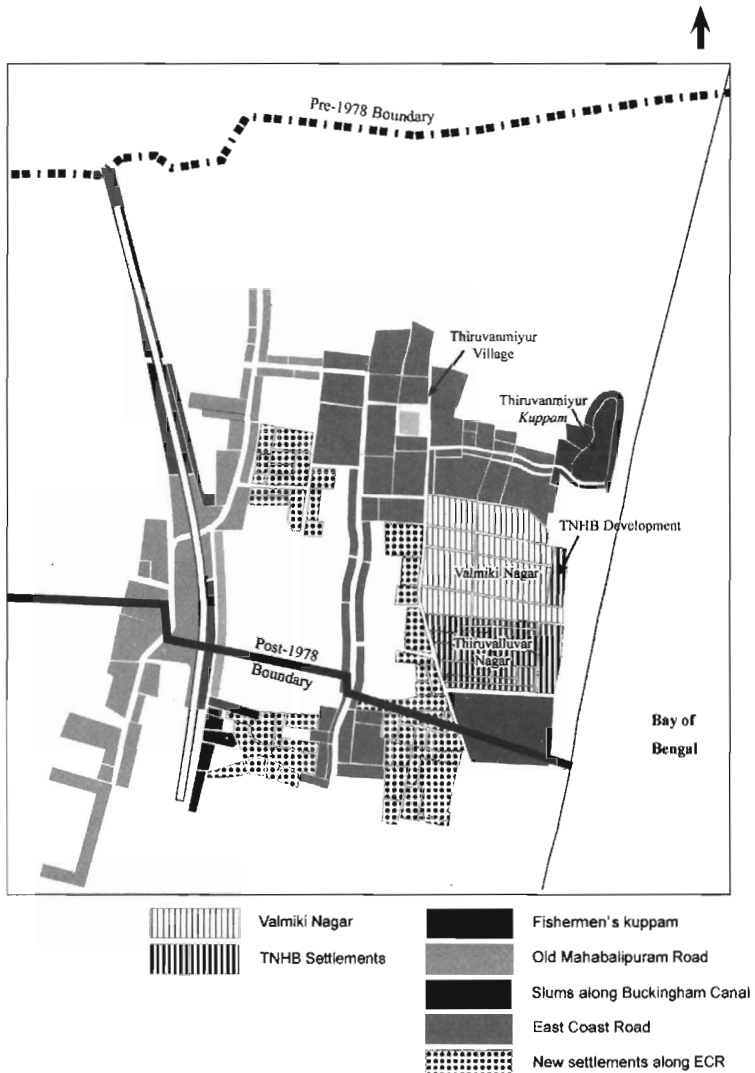 Pre-1978 Boundary
Thiruvanmiyur
Village
Thiruvanmiyur
Kuppam
TNHB Development
Valmiki Nagar
Thiruvalluvar
Nagar
Post-1978
Boundary
Bay of
Bengal
Valmiki Nagar
TNHB Settlements
Fishermen's kuppam
Old Mahabalipuram Road
Slums along Buckingham Canal
East Coast Road
New settlements along ECR